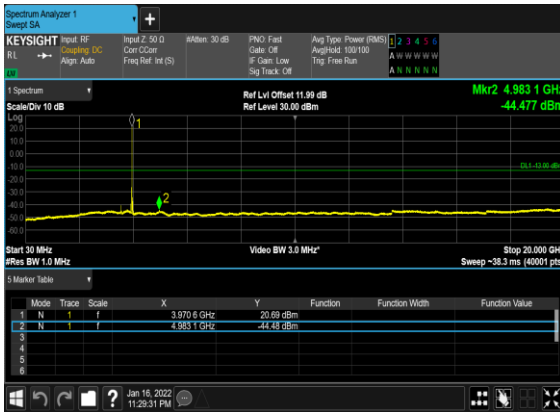 Spectrum Analyzer 1
Swept SA
KEYSIGHT Input: RF Input Z: 50 Ω #Atten: 30 dB PNO: Fast Avg Type: Power (RMS) 1 2 3 4 5 6
RL Coupling: DC Corr CCorr Gate: Off Avg|Hold: 100/100 A W W W W W
Align: Auto Freq Ref: Int (S) IF Gain: Low Trig: Free Run
Sig Track: Off A N N N N N
1 Spectrum Ref Lvl Offset 11.99 dB Mkr2 4.983 1 GHz
Scale/Div 10 dB Ref Level 30.00 dBm -44.477 dBm
Log
20.0
10.0
0.00
-10.0
-20.0
-30.0
-40.0
-50.0
-60.0
1
2
DL1 -13.00 dBm
Start 30 MHz Video BW 3.0 MHz* Stop 20.000 GHz
#Res BW 1.0 MHz Sweep ~38.3 ms (40001 pts)
5 Marker Table
Mode Trace Scale X Y Function Function Width Function Value
1 N 1 f 3.970 6 GHz 20.69 dBm
2 N 1 f 4.983 1 GHz -44.48 dBm
3
4
5
6
? Jan 16, 2022
11:29:31 PM